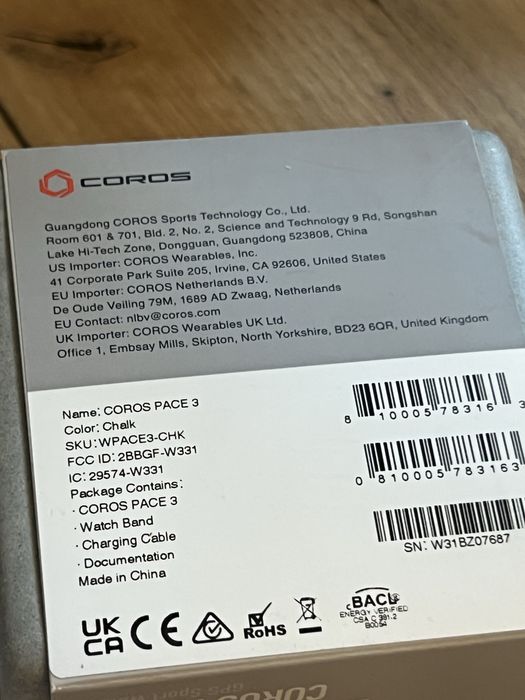 COROS
Guangdong COROS Sports Technology Co., Ltd.
Room 601 & 701, Bld. 2, No. 2, Science and Technology 9 Rd, Songshan
Lake Hi-Tech Zone, Dongguan, Guangdong 523808, China
US Importer: COROS Wearables, Inc.
41 Corporate Park Suite 205, Irvine, CA 92606, United States
EU Importer: COROS Netherlands B.V.
De Oude Veiling 79M, 1689 AD Zwaag, Netherlands
EU Contact: nlbv@coros.com
UK Importer: COROS Wearables UK Ltd.
Office 1, Embsay Mills, Skipton, North Yorkshire, BD23 6QR, United Kingdom
Name: COROS PACE 3
Color: Chalk
SKU: WPACE3-CHK
FCC ID: 2BBGF-W331
IC: 29574-W331
Package Contains:
· COROS PACE 3
· Watch Band
· Charging Cable
· Documentation
Made in China
8 10005 78316 3
0 810005 783163
SN: W31BZ07687
UK
CA
CE
RoHS
BC
ENERGY VERIFIED
CSA C 381.2
COROS